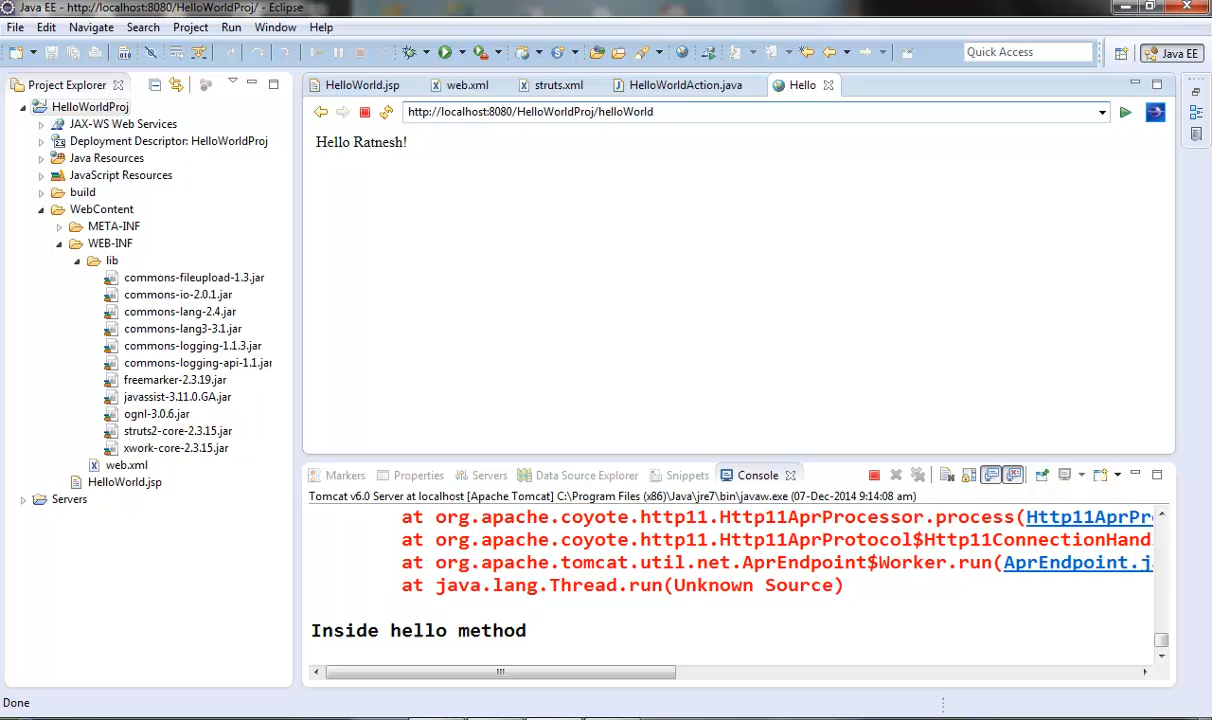 Java EE - http://localhost:8080/HelloWorldProj/ - Eclipse
File Edit Navigate Search Project Run Window Help
Quick Access
Java EE
Project Explorer
HelloWorldProj
JAX-WS Web Services
Deployment Descriptor: HelloWorldProj
Java Resources
JavaScript Resources
build
WebContent
META-INF
WEB-INF
lib
commons-fileupload-1.3.jar
commons-io-2.0.1.jar
commons-lang-2.4.jar
commons-lang3-3.1.jar
commons-logging-1.1.3.jar
commons-logging-api-1.1.jar
freemarker-2.3.19.jar
javassist-3.11.0.GA.jar
ognl-3.0.6.jar
struts2-core-2.3.15.jar
xwork-core-2.3.15.jar
web.xml
HelloWorld.jsp
Servers
HelloWorld.jsp web.xml struts.xml HelloWorldAction.java Hello
http://localhost:8080/HelloWorldProj/helloWorld
Hello Ratnesh!
Markers Properties Servers Data Source Explorer Snippets Console
Tomcat v6.0 Server at localhost [Apache Tomcat] C:\Program Files (x86)\Java\jre7\bin\javaw.exe (07-Dec-2014 9:14:08 am)
at org.apache.coyote.http11.Http11AprProcessor.process(Http11AprPr
at org.apache.coyote.http11.Http11AprProtocol$Http11ConnectionHand
at org.apache.tomcat.util.net.AprEndpoint$Worker.run(AprEndpoint.j
at java.lang.Thread.run(Unknown Source)
Inside hello method
Done